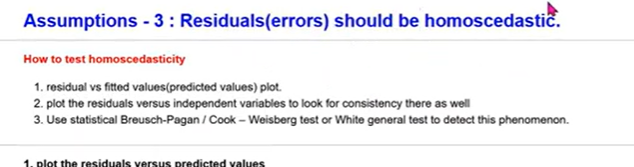 Assumptions - 3 : Residuals(errors) should be homoscedastic.
How to test homoscedasticity
1. residual vs fitted values(predicted values) plot.
2. plot the residuals versus independent variables to look for consistency there as well
3. Use statistical Breusch-Pagan / Cook – Weisberg test or White general test to detect this phenomenon.
1. plot the residuals versus predicted values